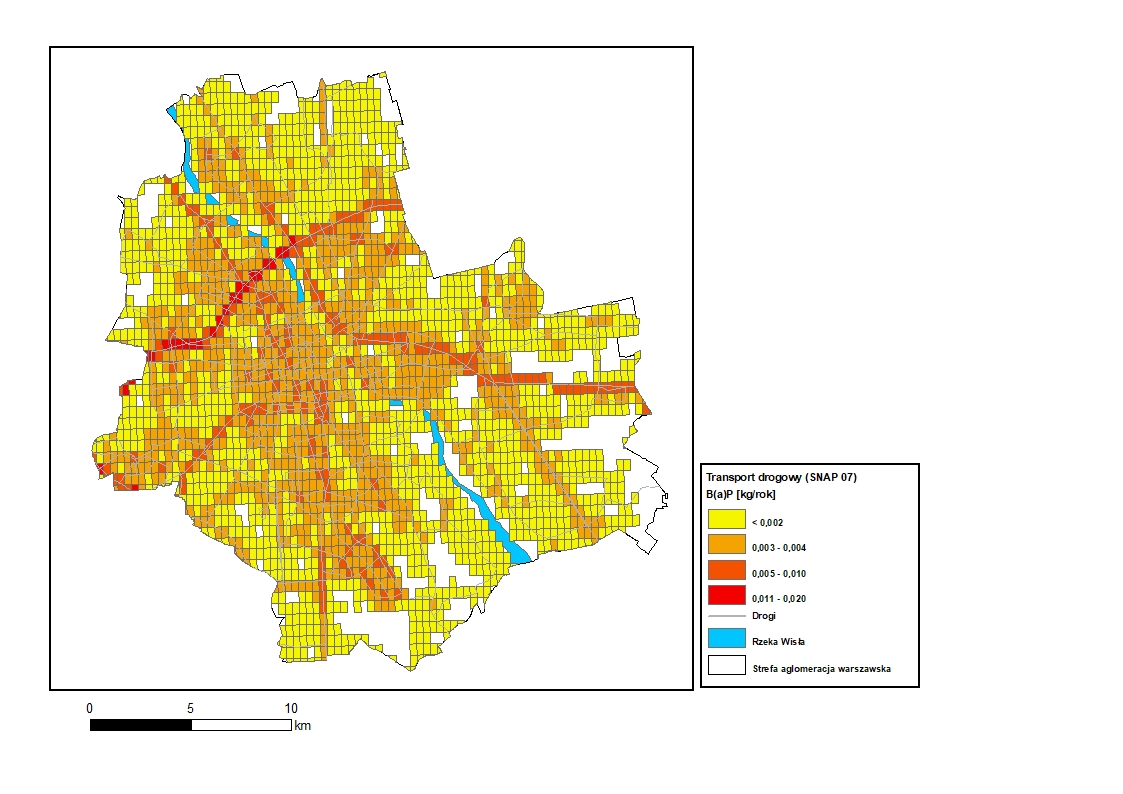 Transport drogowy (SNAP 07)
B(a)P [kg/rok]
< 0,002
0,003 - 0,004
0,005 - 0,010
0,011 - 0,020
Drogi
Rzeka Wisła
Strefa aglomeracja warszawska
0 5 10
km